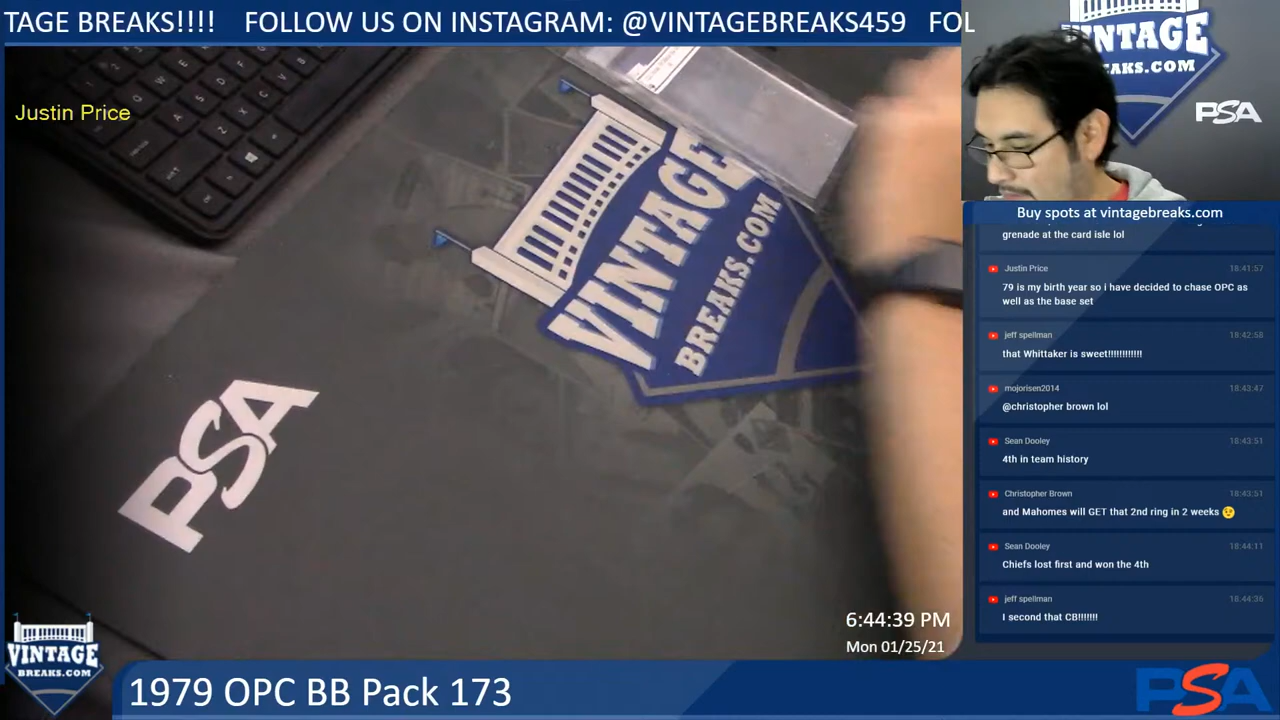 TAGE BREAKS!!!! FOLLOW US ON INSTAGRAM: @VINTAGEBREAKS459 FOL
Justin Price
VINTAGE
BREAKS.COM
PSA
INTAGE
AKS.COM
PSA
Buy spots at vintagebreaks.com
grenade at the card isle lol
Justin Price 18:41:57
79 is my birth year so i have decided to chase OPC as
well as the base set
jeff spellman 18:42:58
that Whittaker is sweet!!!!!!!!!!!!
mojorisen2014 18:43:47
@christopher brown lol
Sean Dooley 18:43:51
4th in team history
Christopher Brown 18:43:51
and Mahomes will GET that 2nd ring in 2 weeks 🤨
Sean Dooley 18:44:11
Chiefs lost first and won the 4th
jeff spellman 18:44:36
I second that CB!!!!!!!
6:44:39 PM
Mon 01/25/21
VINTAGE
BREAKS.COM
1979 OPC BB Pack 173
PSA